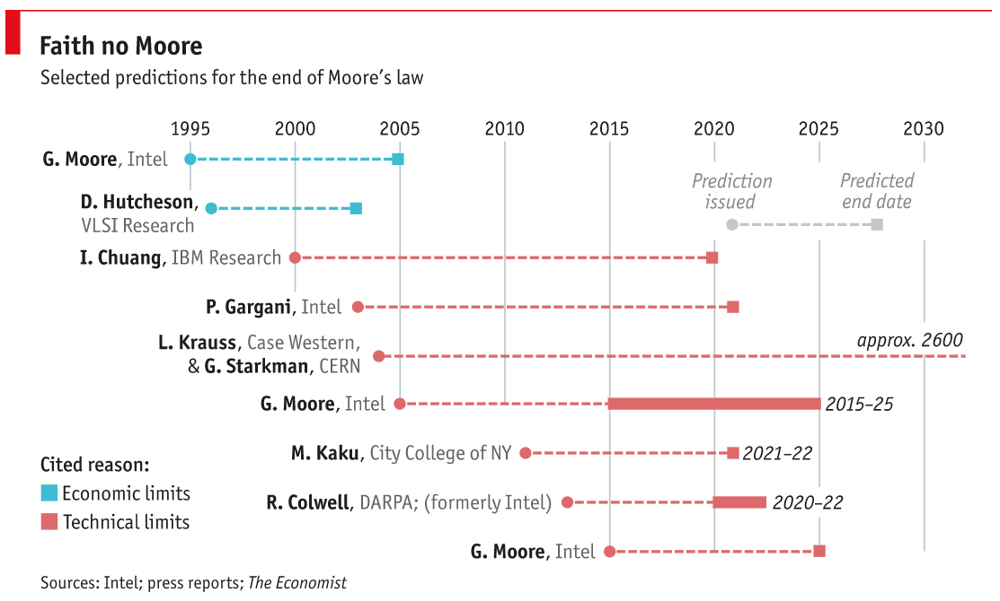 Faith no Moore
Selected predictions for the end of Moore's law
1995 2000 2005 2010 2015 2020 2025 2030
G. Moore, Intel
Prediction issued
Predicted end date
D. Hutcheson,
VLSI Research
I. Chuang, IBM Research
P. Gargani, Intel
L. Krauss, Case Western,
& G. Starkman, CERN
approx. 2600
G. Moore, Intel 2015–25
M. Kaku, City College of NY 2021–22
R. Colwell, DARPA; (formerly Intel) 2020–22
G. Moore, Intel
Cited reason:
Economic limits
Technical limits
Sources: Intel; press reports; The Economist